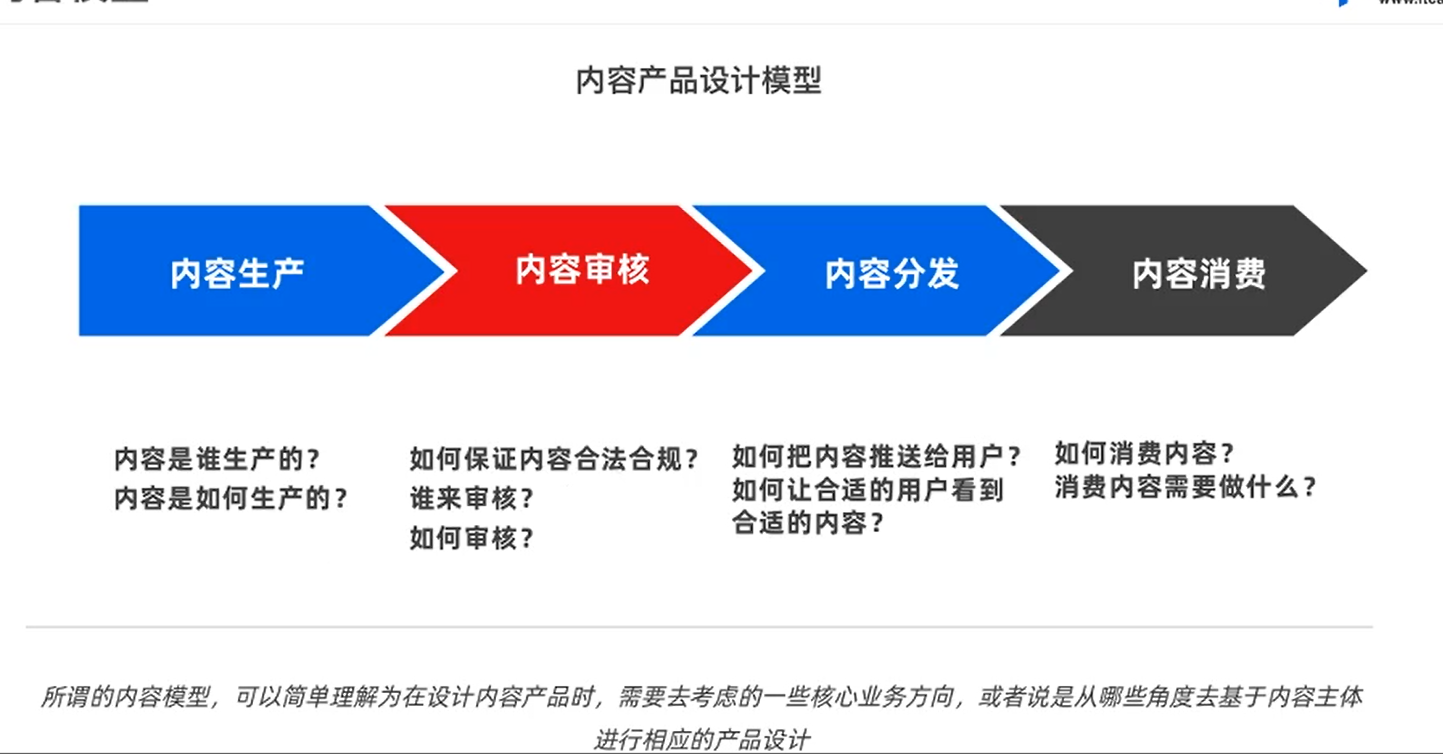 内容产品设计模型
内容生产
内容审核
内容分发
内容消费
内容是谁生产的？
内容是如何生产的？
如何保证内容合法合规？
谁来审核？
如何审核？
如何把内容推送给用户？
如何让合适的用户看到
合适的内容？
如何消费内容？
消费内容需要做什么？
所谓的内容模型，可以简单理解为在设计内容产品时，需要去考虑的一些核心业务方向，或者说是从哪些角度去基于内容主体
进行相应的产品设计